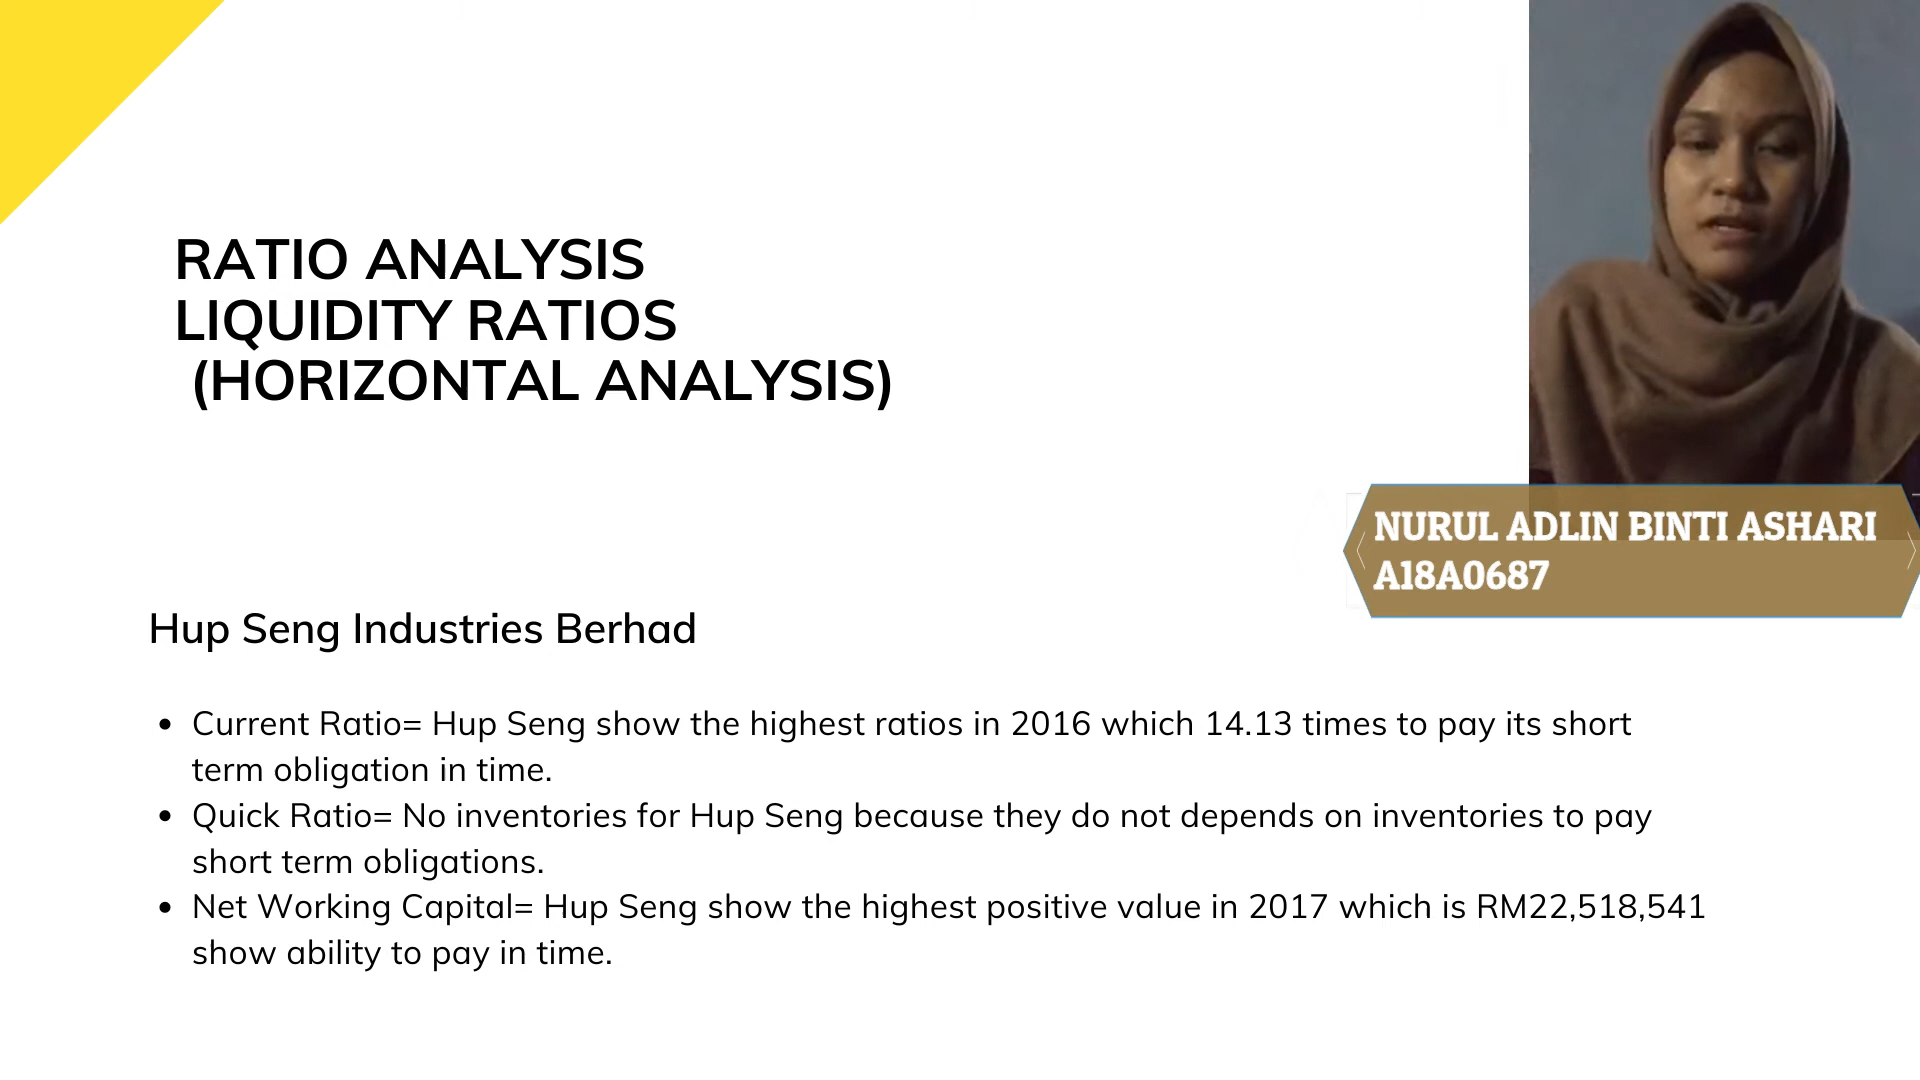 RATIO ANALYSIS
LIQUIDITY RATIOS
(HORIZONTAL ANALYSIS)
NURUL ADLIN BINTI ASHARI
A18A0687
Hup Seng Industries Berhad
• Current Ratio= Hup Seng show the highest ratios in 2016 which 14.13 times to pay its short
term obligation in time.
• Quick Ratio= No inventories for Hup Seng because they do not depends on inventories to pay
short term obligations.
• Net Working Capital= Hup Seng show the highest positive value in 2017 which is RM22,518,541
show ability to pay in time.